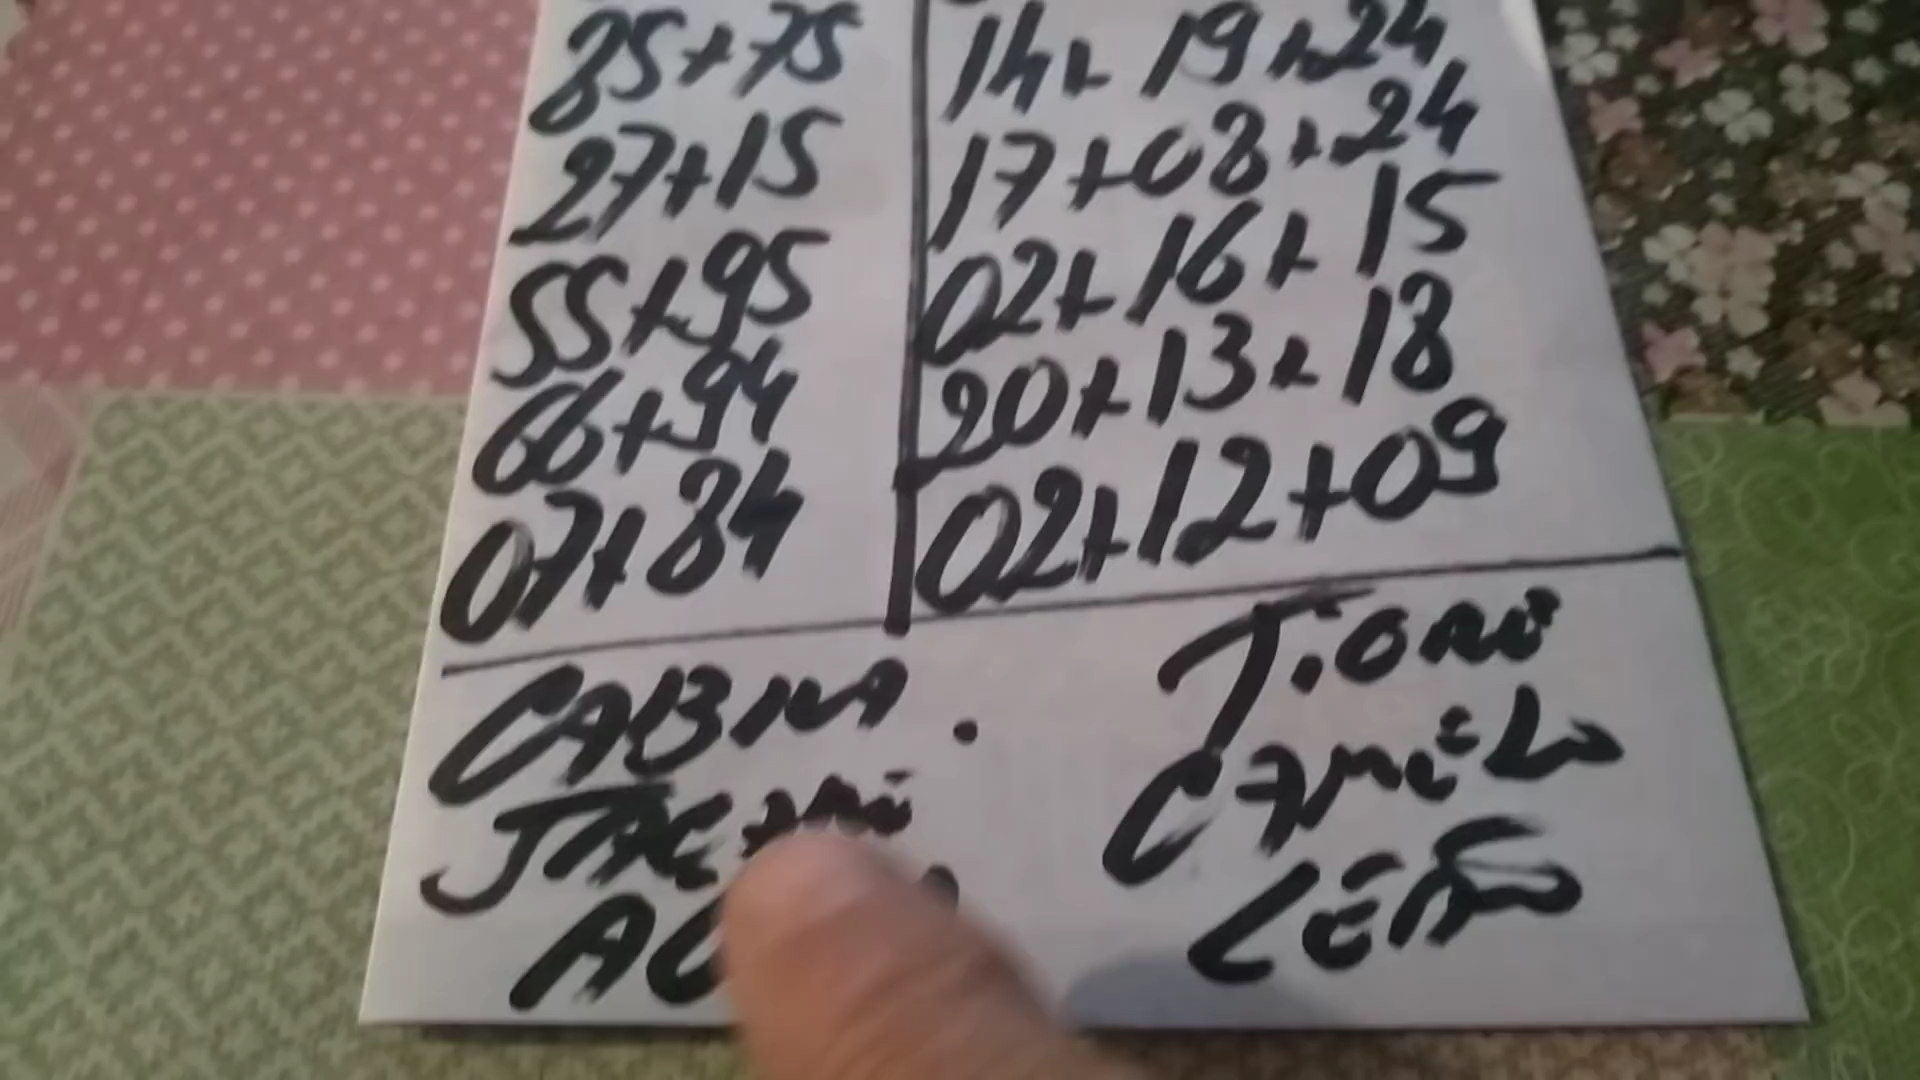 85+75
27+15
55+95
66+94
07+84
14+19+24
17+08+24
02+16+15
20+13+18
02+12+09
CABRA.
JACARÉ
TORO
CAMELO
LEÃO